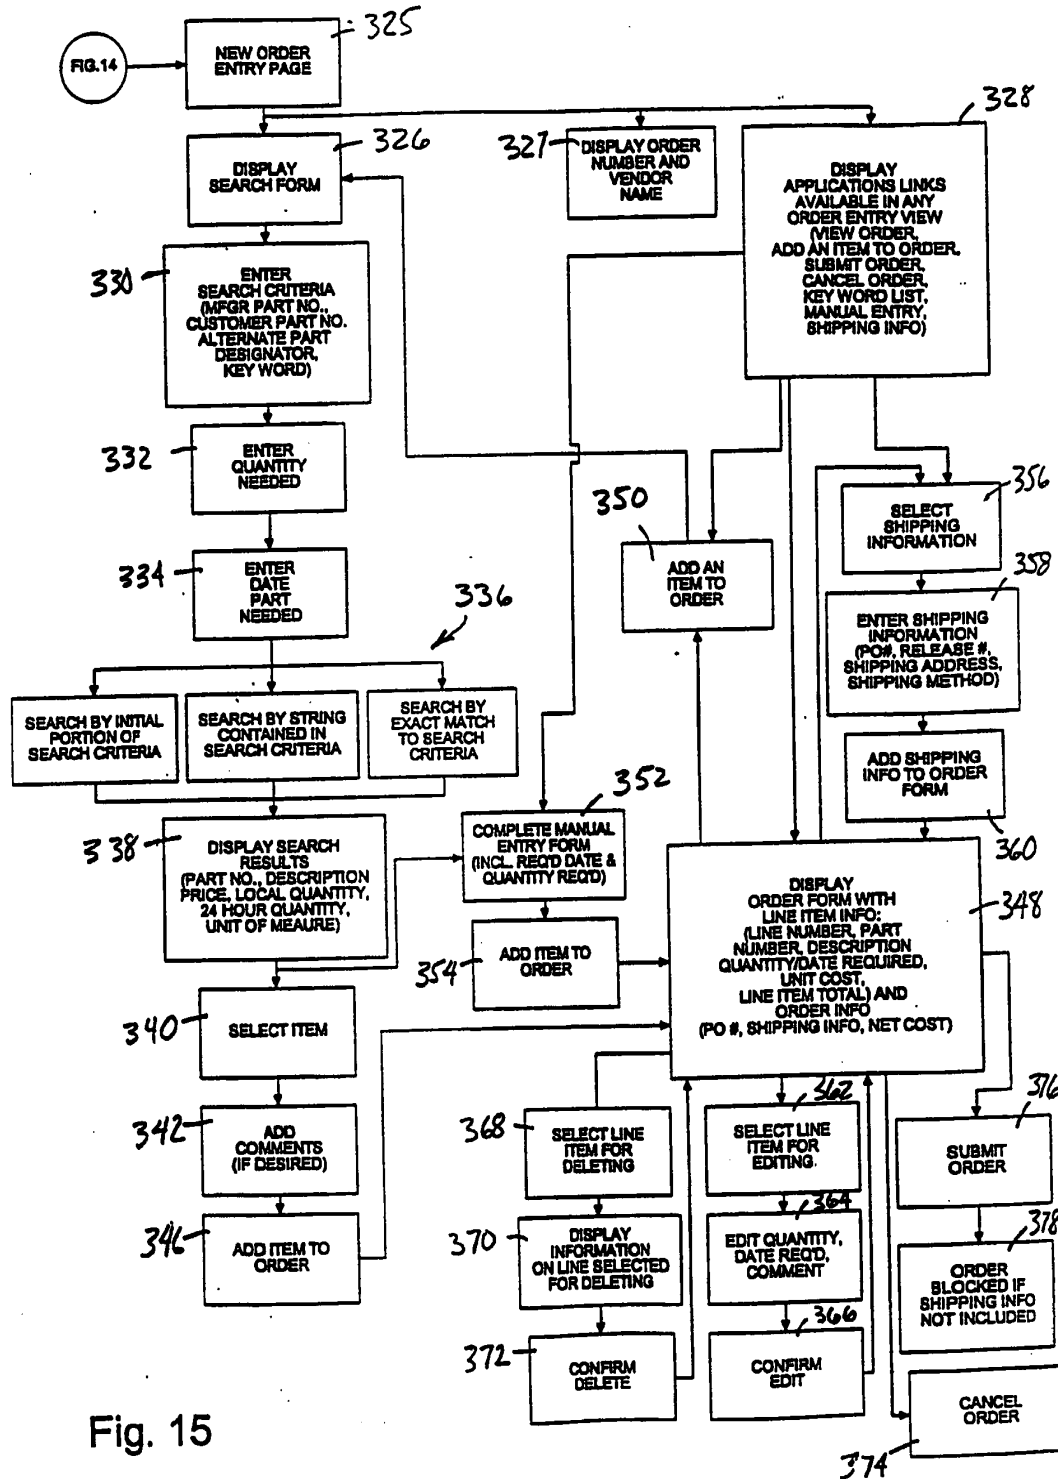 FIG.14
NEW ORDER
ENTRY PAGE
325
DISPLAY
SEARCH FORM
326
327
DISPLAY ORDER
NUMBER AND
VENDOR
NAME
328
DISPLAY
APPLICATIONS LINKS
AVAILABLE IN ANY
ORDER ENTRY VIEW
(VIEW ORDER,
ADD AN ITEM TO ORDER,
SUBMIT ORDER,
CANCEL ORDER,
KEY WORD LIST,
MANUAL ENTRY,
SHIPPING INFO)
330
ENTER
SEARCH CRITERIA
(MFGR PART NO.,
CUSTOMER PART NO.
ALTERNATE PART
DESIGNATOR,
KEY WORD)
332
ENTER
QUANTITY
NEEDED
334
ENTER
DATE
PART
NEEDED
336
SEARCH BY INITIAL
PORTION OF
SEARCH CRITERIA
SEARCH BY STRING
CONTAINED IN
SEARCH CRITERIA
SEARCH BY
EXACT MATCH
TO SEARCH
CRITERIA
338
DISPLAY SEARCH
RESULTS
(PART NO., DESCRIPTION
PRICE, LOCAL QUANTITY,
24 HOUR QUANTITY,
UNIT OF MEAURE)
340
SELECT ITEM
342
ADD
COMMENTS
(IF DESIRED)
346
ADD ITEM TO
ORDER
350
ADD AN
ITEM TO
ORDER
352
COMPLETE MANUAL
ENTRY FORM
(INCL. REQ'D DATE &
QUANTITY REQ'D)
354
ADD ITEM TO
ORDER
356
SELECT
SHIPPING
INFORMATION
358
ENTER SHIPPING
INFORMATION
(PO#, RELEASE #,
SHIPPING ADDRESS,
SHIPPING METHOD)
ADD SHIPPING
INFO TO ORDER
FORM
360
348
DISPLAY
ORDER FORM WITH
LINE ITEM INFO:
(LINE NUMBER, PART
NUMBER, DESCRIPTION
QUANTITY/DATE REQUIRED,
UNIT COST,
LINE ITEM TOTAL) AND
ORDER INFO
(PO #, SHIPPING INFO, NET COST)
368
SELECT LINE
ITEM FOR
DELETING
370
DISPLAY
INFORMATION
ON LINE SELECTED
FOR DELETING
372
CONFIRM
DELETE
362
SELECT LINE
ITEM FOR
EDITING.
364
EDIT QUANTITY,
DATE REQ'D,
COMMENT
366
CONFIRM
EDIT
376
SUBMIT
ORDER
378
ORDER
BLOCKED IF
SHIPPING INFO
NOT INCLUDED
CANCEL
ORDER
374
Fig. 15